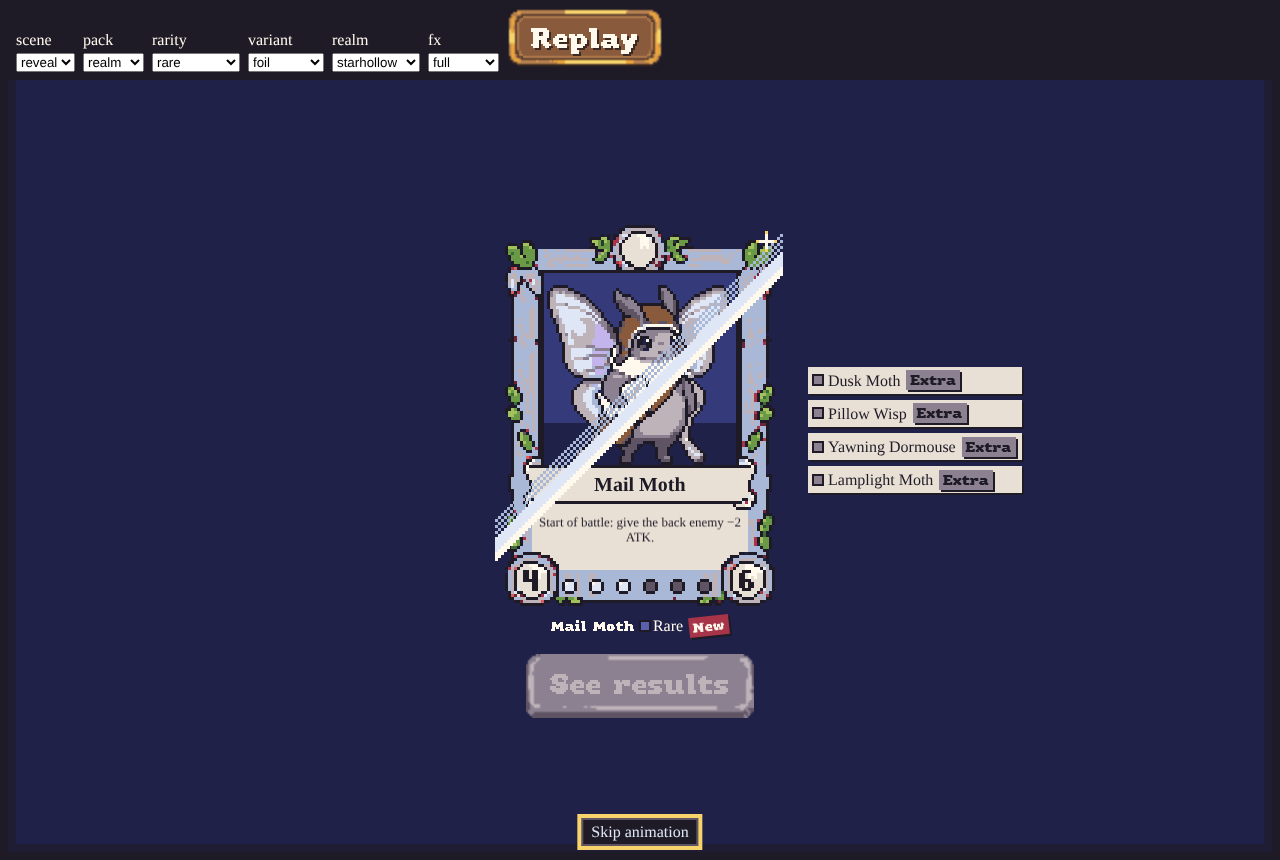 scene pack rarity variant realm fx
reveal realm rare foil starhollow full
Replay
Mail Moth
Start of battle: give the back enemy −2
ATK.
4 6
Mail Moth Rare New
See results
Dusk Moth Extra
Pillow Wisp Extra
Yawning Dormouse Extra
Lamplight Moth Extra
Skip animation